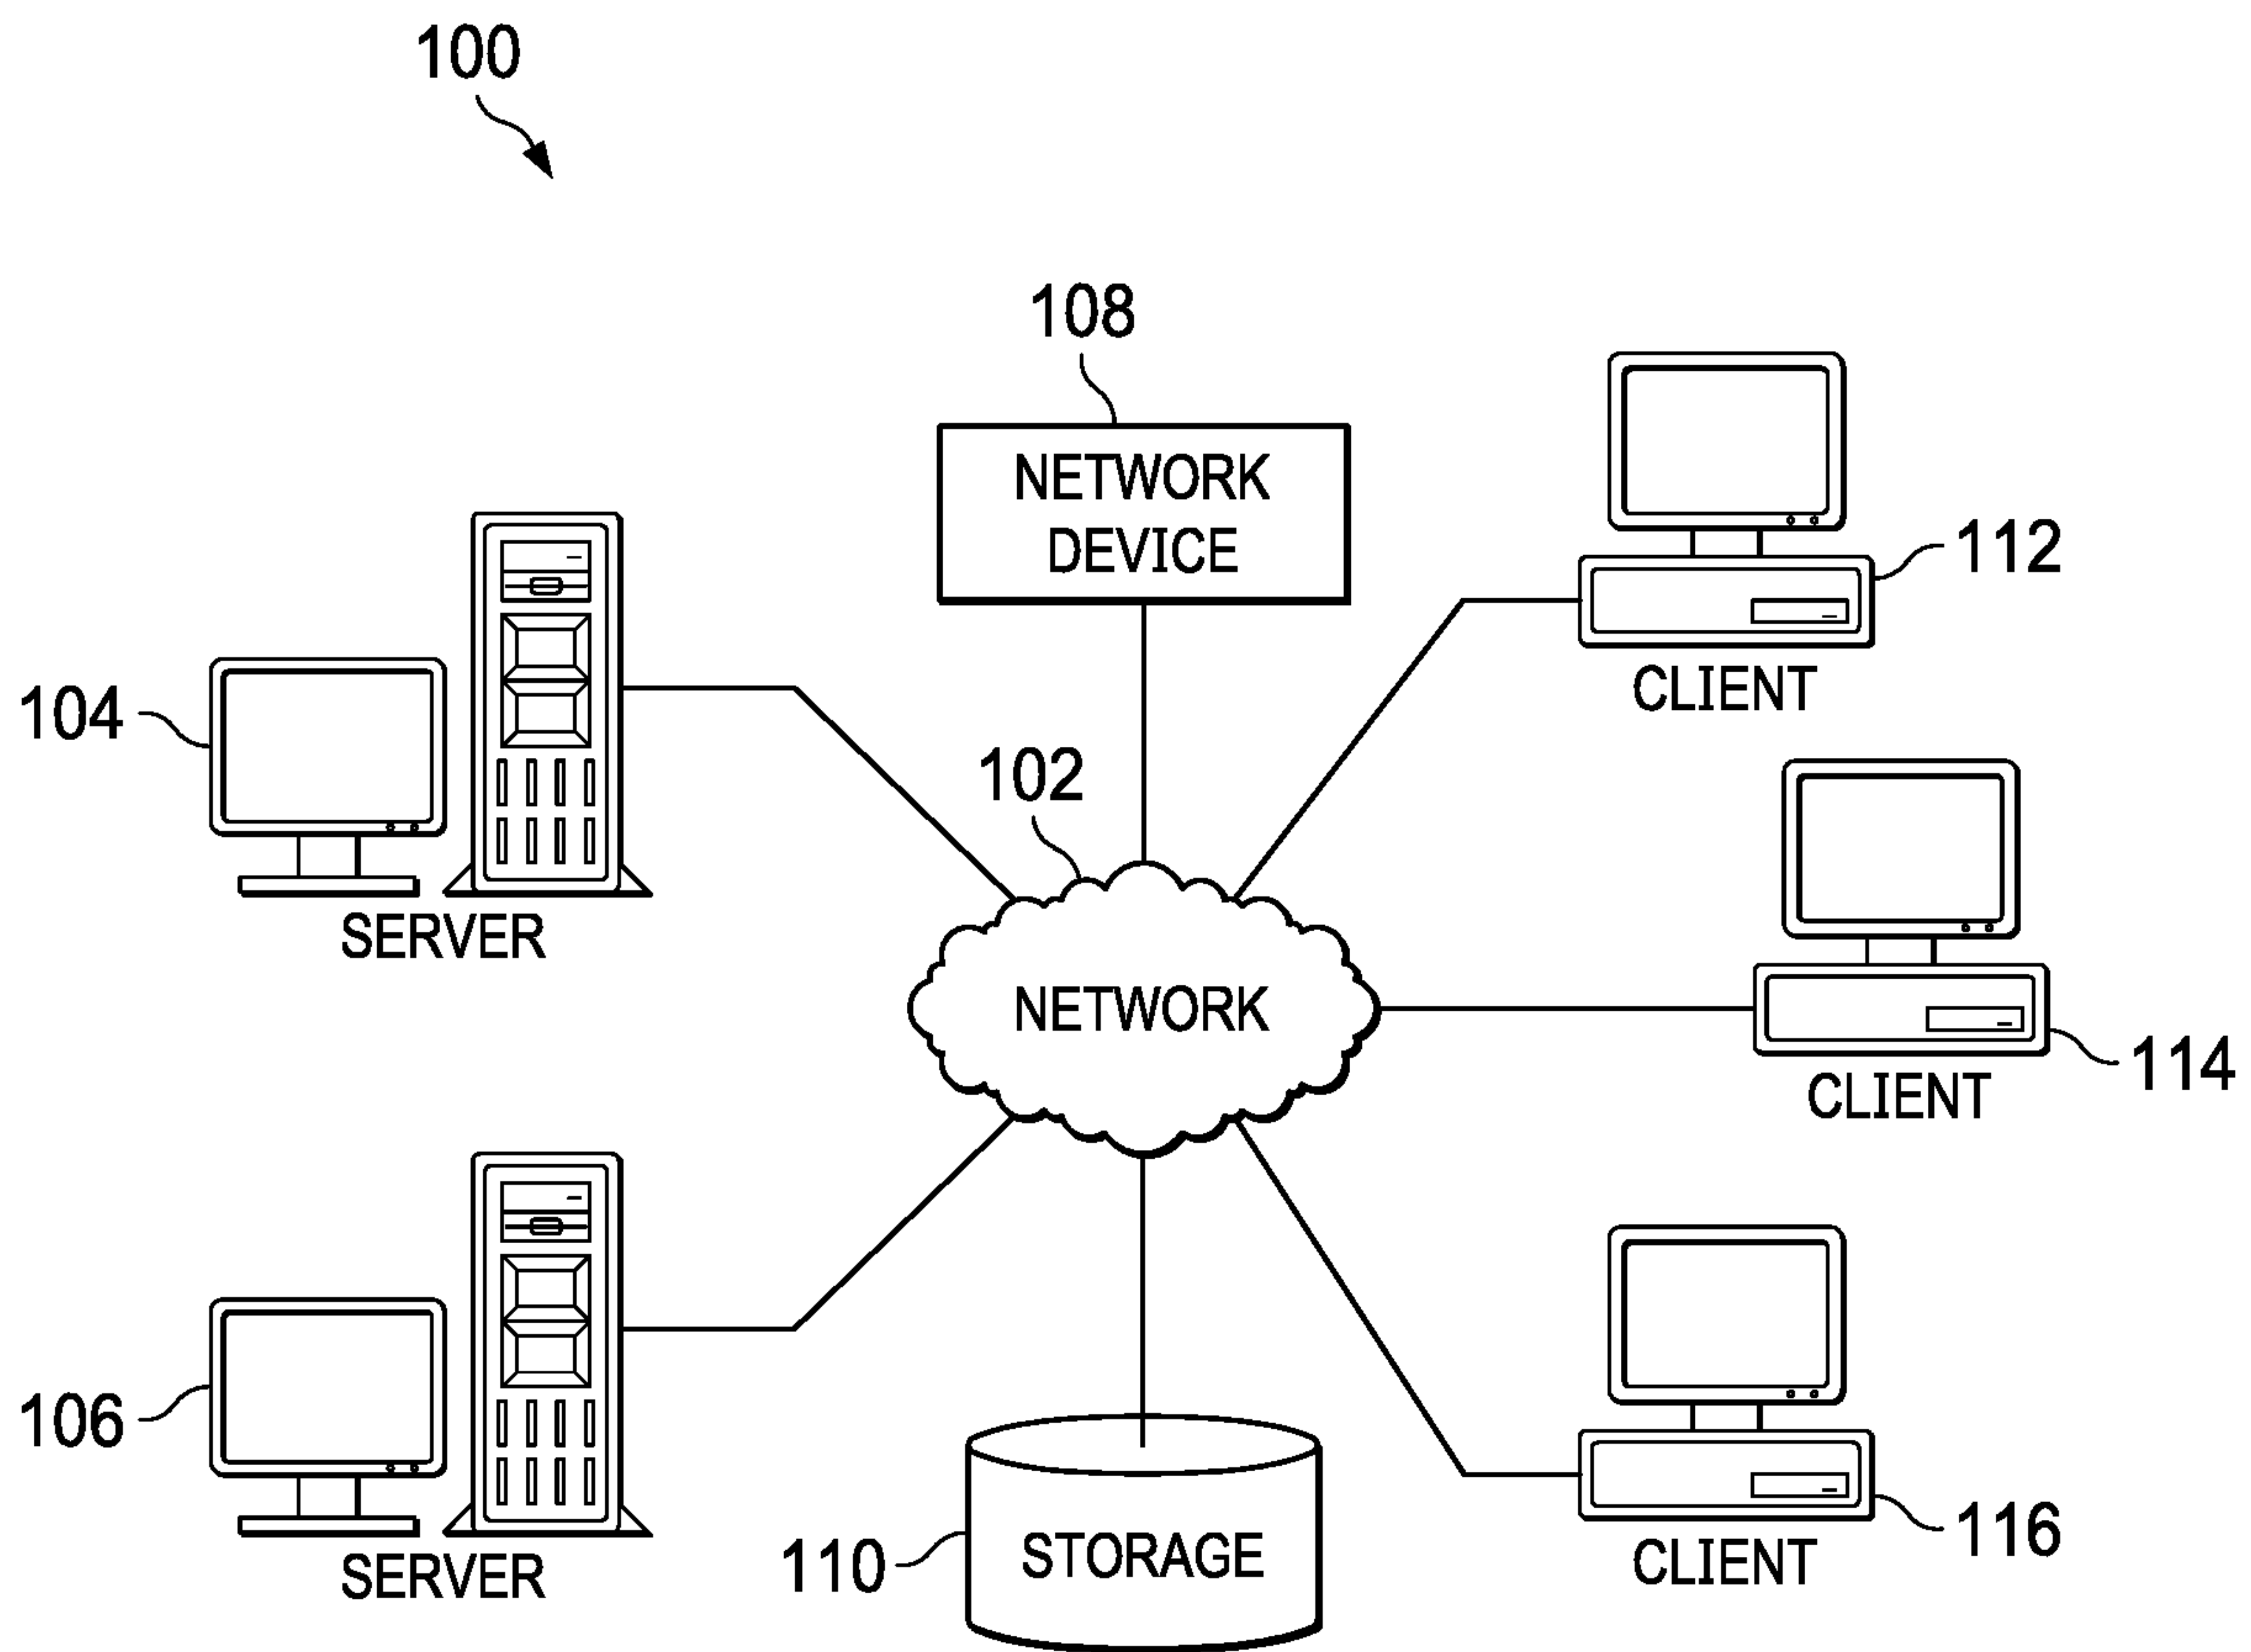 100
108
NETWORK
DEVICE
112
CLIENT
104
SERVER
102
NETWORK
114
CLIENT
106
SERVER
110
STORAGE
116
CLIENT